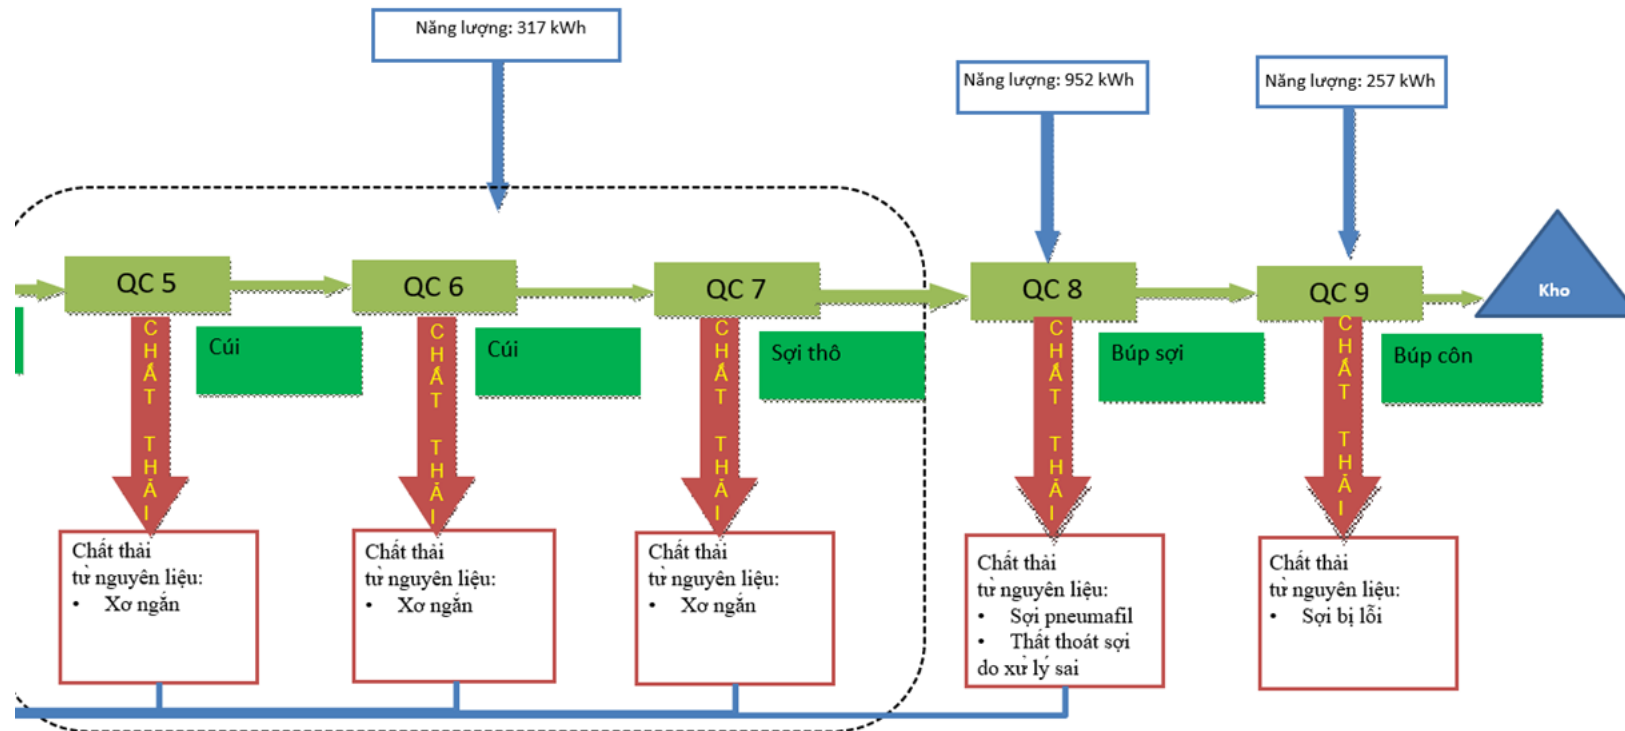 Năng lượng: 317 kWh
Năng lượng: 952 kWh
Năng lượng: 257 kWh
QC 5
QC 6
QC 7
QC 8
QC 9
Kho
CHẤT THẢI
Cúi
CHẤT THẢI
Cúi
CHẤT THẢI
Sợi thô
CHẤT THẢI
Búp sợi
CHẤT THẢI
Búp côn
Chất thải
từ nguyên liệu:
• Xơ ngắn
Chất thải
từ nguyên liệu:
• Xơ ngắn
Chất thải
từ nguyên liệu:
• Xơ ngắn
Chất thải
từ nguyên liệu:
• Sợi pneumafil
• Thất thoát sợi
do xử lý sai
Chất thải
từ nguyên liệu:
• Sợi bị lỗi